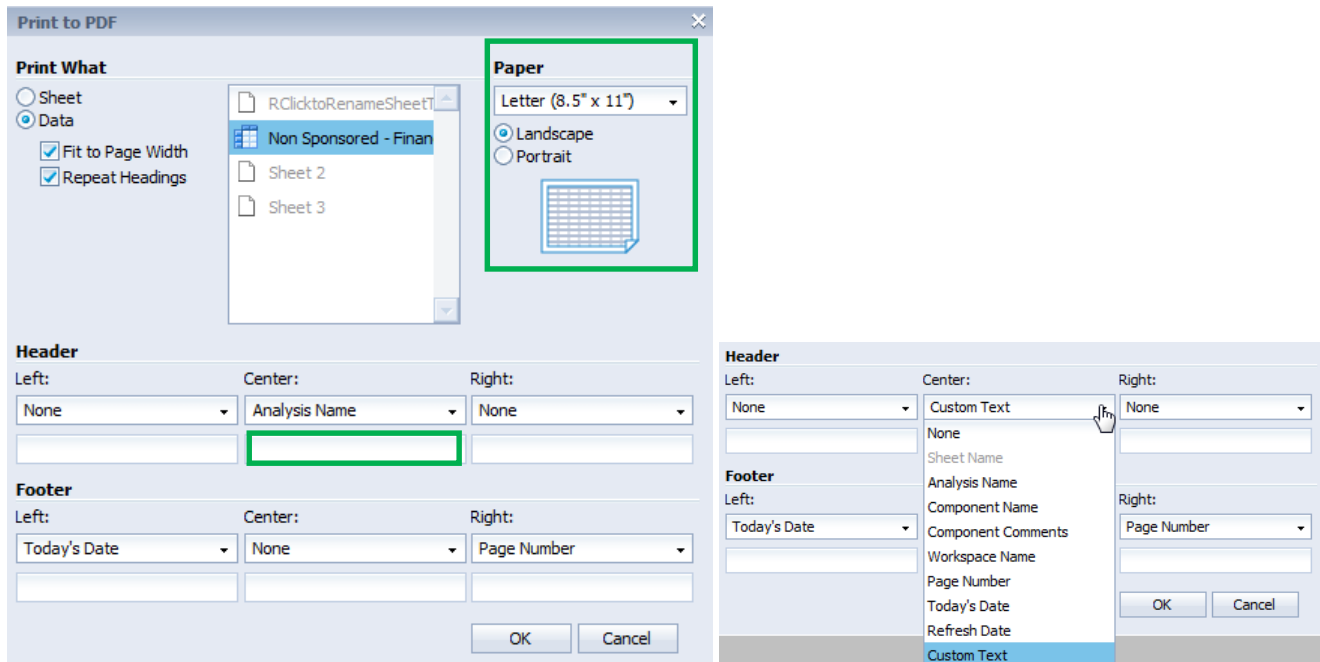 Print to PDF
Print What
Sheet
Data
Fit to Page Width
Repeat Headings
RClicktoRenameSheetT
Non Sponsored - Finan
Sheet 2
Sheet 3
Paper
Letter (8.5" x 11")
Landscape
Portrait
Header
Left: Center: Right:
None Analysis Name None
Footer
Left: Center: Right:
Today's Date None Page Number
OK Cancel
Header
Left: Center: Right:
None Custom Text None
None
Sheet Name
Analysis Name
Component Name
Component Comments
Workspace Name
Page Number
Today's Date
Refresh Date
Custom Text
Footer
Left: Right:
Today's Date Page Number
OK Cancel